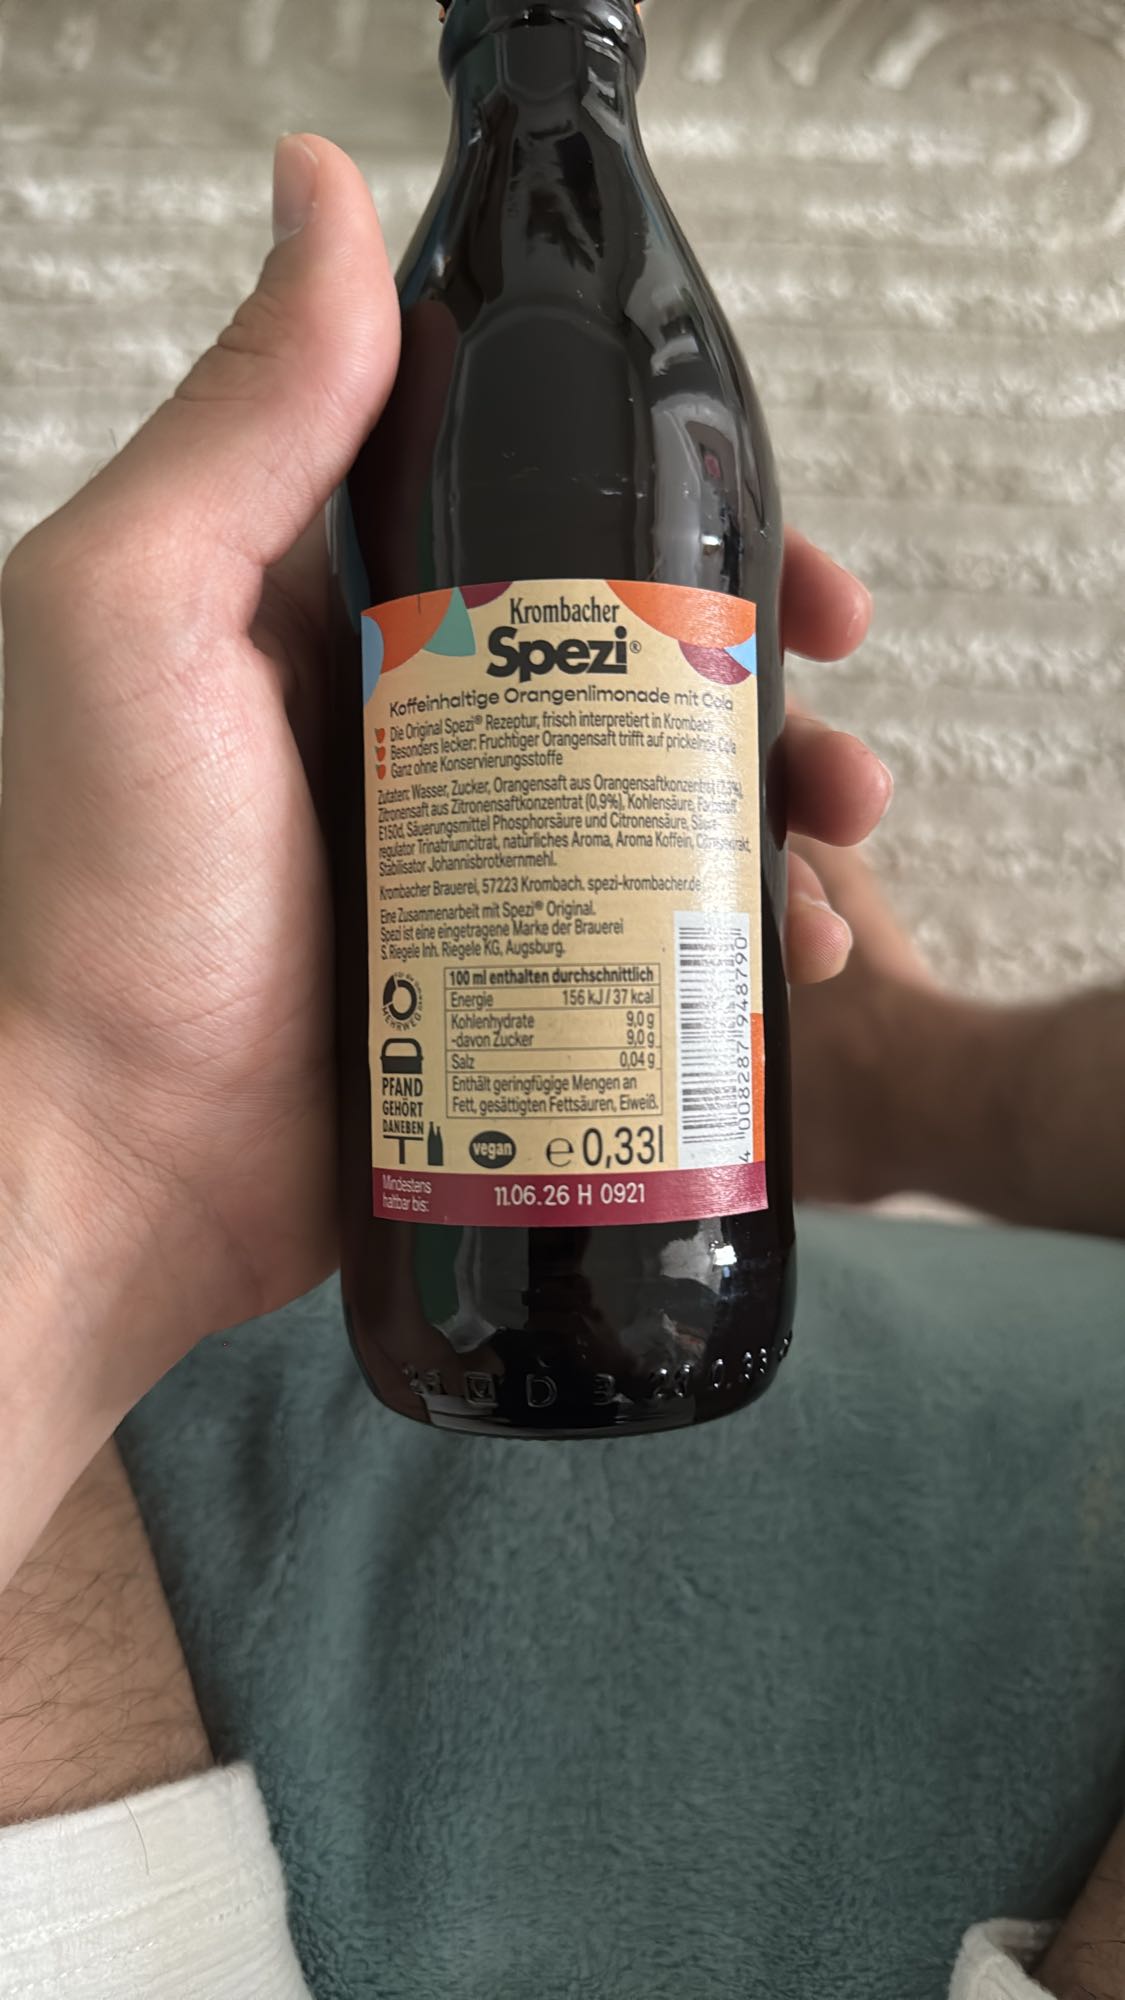 Krombacher
Spezi®
Koffeinhaltige Orangenlimonade mit Cola
Die Original Spezi® Rezeptur, frisch interpretiert in Krombach
Besonders lecker: Fruchtiger Orangensaft trifft auf prickelnde Cola
Ganz ohne Konservierungsstoffe
Zutaten: Wasser, Zucker, Orangensaft aus Orangensaftkonzentrat
Zitronensaft aus Zitronensaftkonzentrat (0,9%), Kohlensäure, Farbstoff
E150d, Säuerungsmittel Phosphorsäure und Citronensäure, Säure-
regulator Trinatriumcitrat, natürliches Aroma, Aroma Koffein,
Stabilisator Johannisbrotkernmehl.
Krombacher Brauerei, 57223 Krombach. spezi-krombacher.de
Eine Zusammenarbeit mit Spezi® Original.
Spezi ist eine eingetragene Marke der Brauerei
S. Riegele Inh. Riegele KG, Augsburg.
MEHRWEG
PFAND
GEHÖRT
DANEBEN
100 ml enthalten durchschnittlich
Energie 156 kJ / 37 kcal
Kohlenhydrate 9,0 g
-davon Zucker 9,0 g
Salz 0,04 g
Enthält geringfügige Mengen an
Fett, gesättigten Fettsäuren, Eiweiß.
vegan
e 0,33l
4 008287 948790
Mindestens
haltbar bis:
11.06.26 H 0921